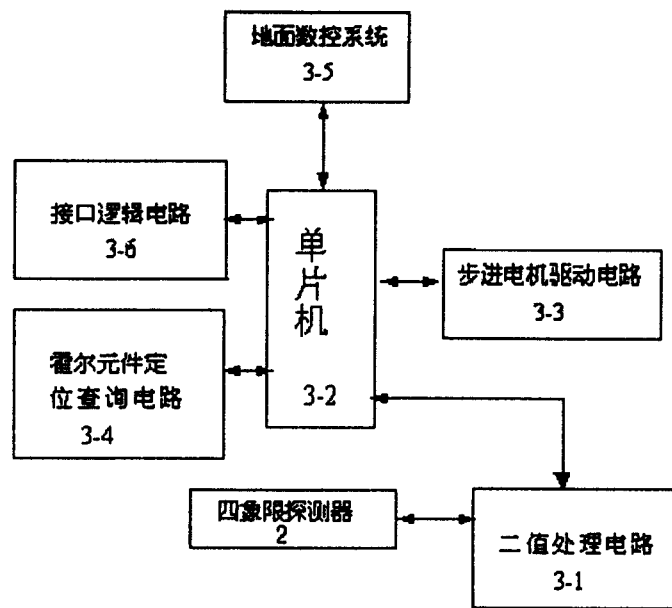 地面数控系统
3-5
接口逻辑电路
3-6
单片机
3-2
步进电机驱动电路
3-3
霍尔元件定
位查询电路
3-4
四象限探测器
2
二值处理电路
3-1